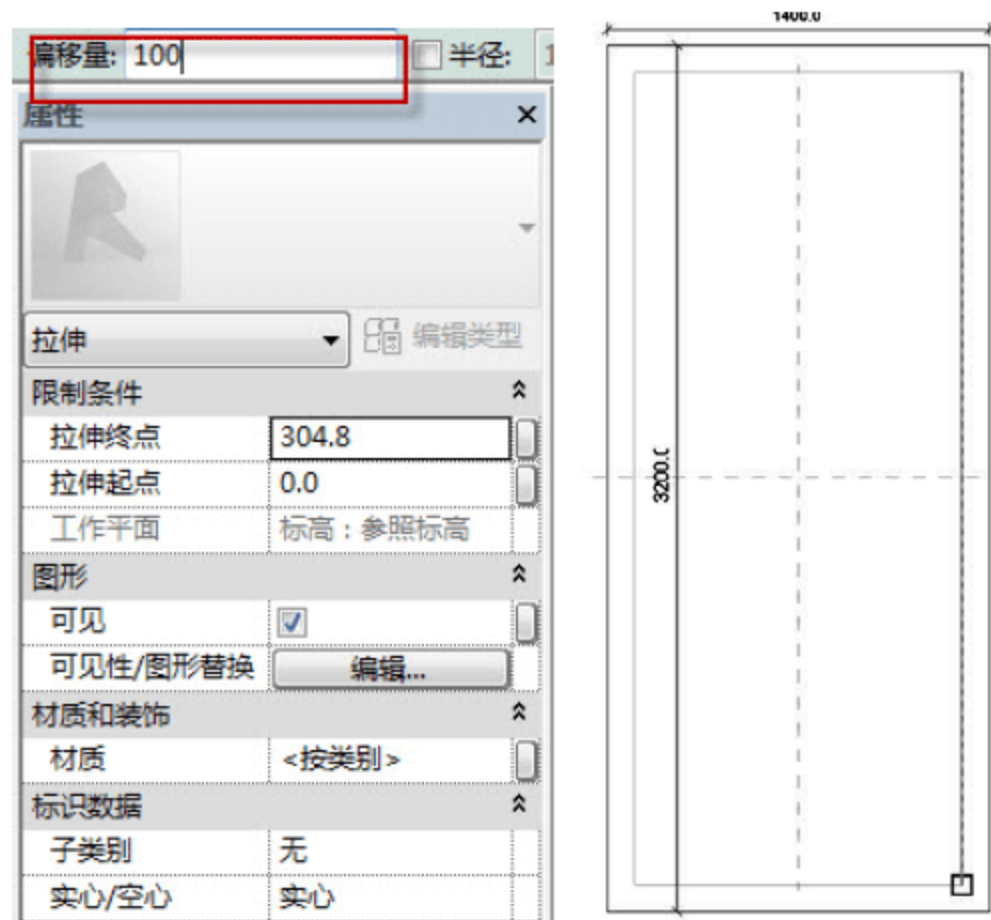 偏移量: 100
半径: 1
属性
拉伸
编辑类型
限制条件
拉伸终点 304.8
拉伸起点 0.0
工作平面 标高：参照标高
图形
可见
可见性/图形替换 编辑...
材质和装饰
材质 <按类别>
标识数据
子类别 无
实心/空心 实心
1400.0
3200.0